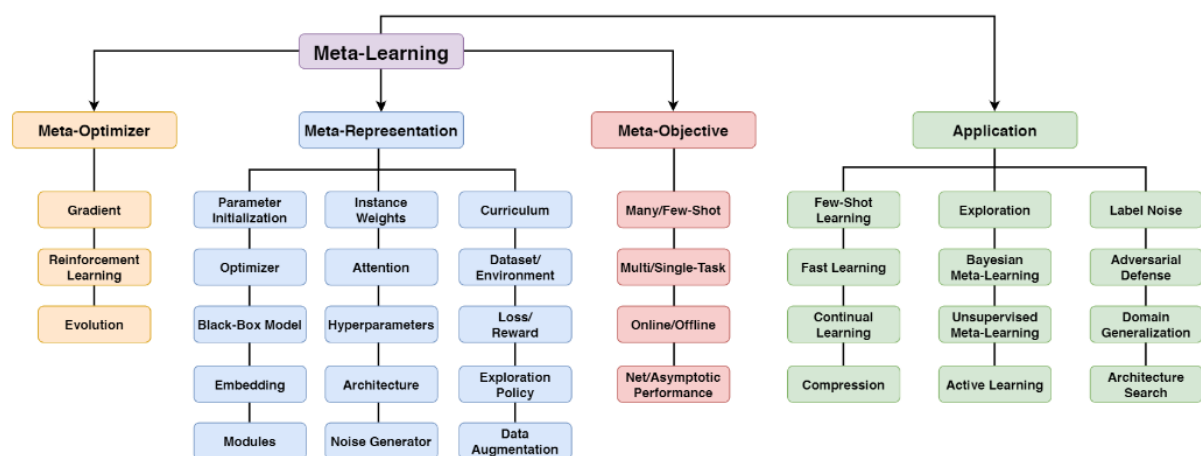 Meta-Learning
Meta-Optimizer
Meta-Representation
Meta-Objective
Application
Gradient
Reinforcement
Learning
Evolution
Parameter
Initialization
Optimizer
Black-Box Model
Embedding
Modules
Instance
Weights
Attention
Hyperparameters
Architecture
Noise Generator
Curriculum
Dataset/
Environment
Loss/
Reward
Exploration
Policy
Data
Augmentation
Many/Few-Shot
Multi/Single-Task
Online/Offline
Net/Asymptotic
Performance
Few-Shot
Learning
Fast Learning
Continual
Learning
Compression
Exploration
Bayesian
Meta-Learning
Unsupervised
Meta-Learning
Active Learning
Label Noise
Adversarial
Defense
Domain
Generalization
Architecture
Search